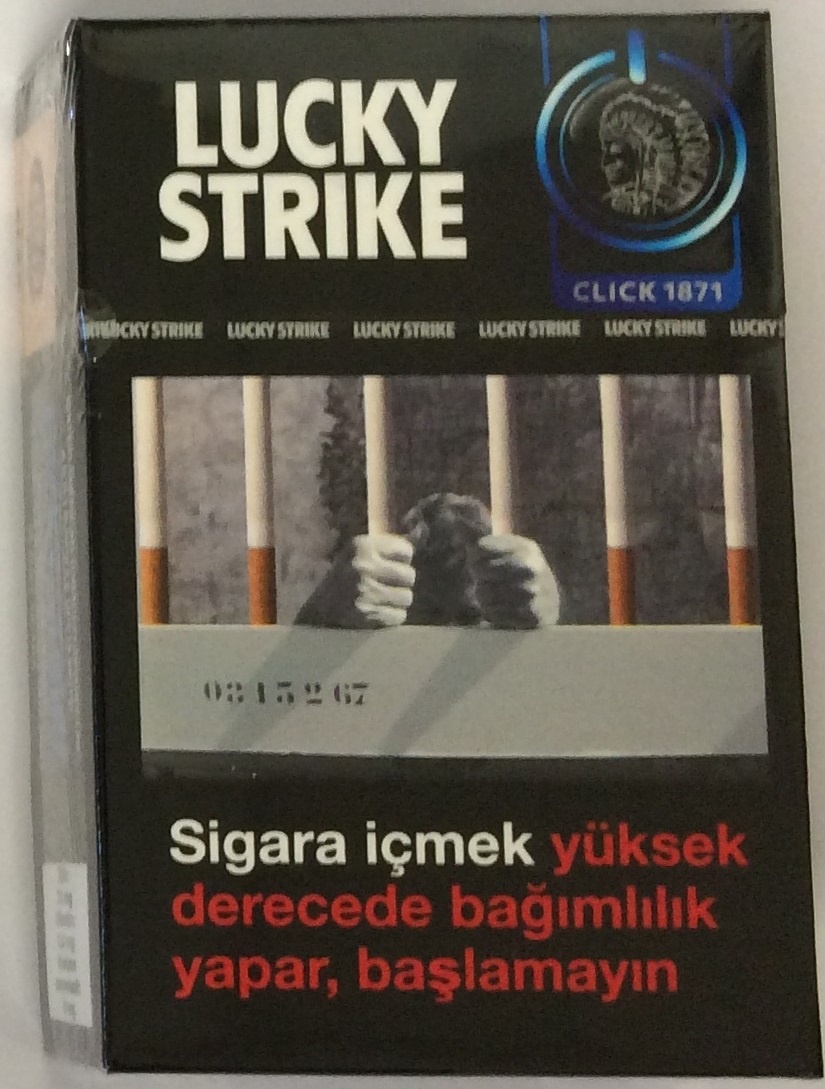 LUCKY
STRIKE
CLICK 1871
LUCKY STRIKE LUCKY STRIKE LUCKY STRIKE LUCKY STRIKE LUCKY STRIKE LUCKY
0315267
Sigara içmek yüksek
derecede bağımlılık
yapar, başlamayın